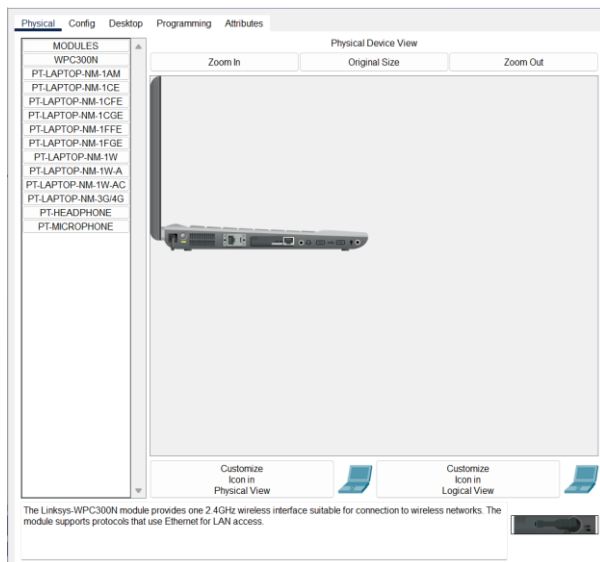 Physical Config Desktop Programming Attributes
MODULES
WPC300N
PT-LAPTOP-NM-1AM
PT-LAPTOP-NM-1CE
PT-LAPTOP-NM-1CFE
PT-LAPTOP-NM-1CGE
PT-LAPTOP-NM-1FFE
PT-LAPTOP-NM-1FGE
PT-LAPTOP-NM-1W
PT-LAPTOP-NM-1W-A
PT-LAPTOP-NM-1W-AC
PT-LAPTOP-NM-3G/4G
PT-HEADPHONE
PT-MICROPHONE
Physical Device View
Zoom In Original Size Zoom Out
Customize
Icon in
Physical View
Customize
Icon in
Logical View
The Linksys-WPC300N module provides one 2.4GHz wireless interface suitable for connection to wireless networks. The
module supports protocols that use Ethernet for LAN access.